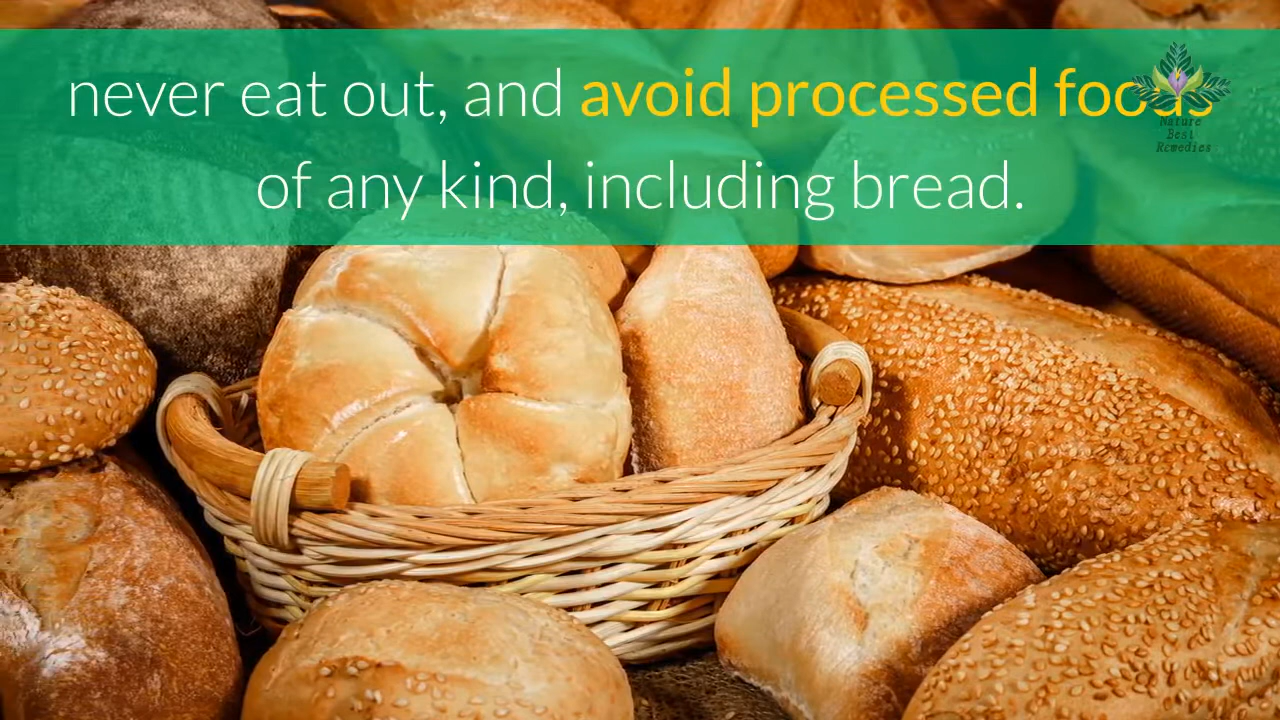 never eat out, and avoid processed foods
of any kind, including bread.
Nature
Best
Remedies